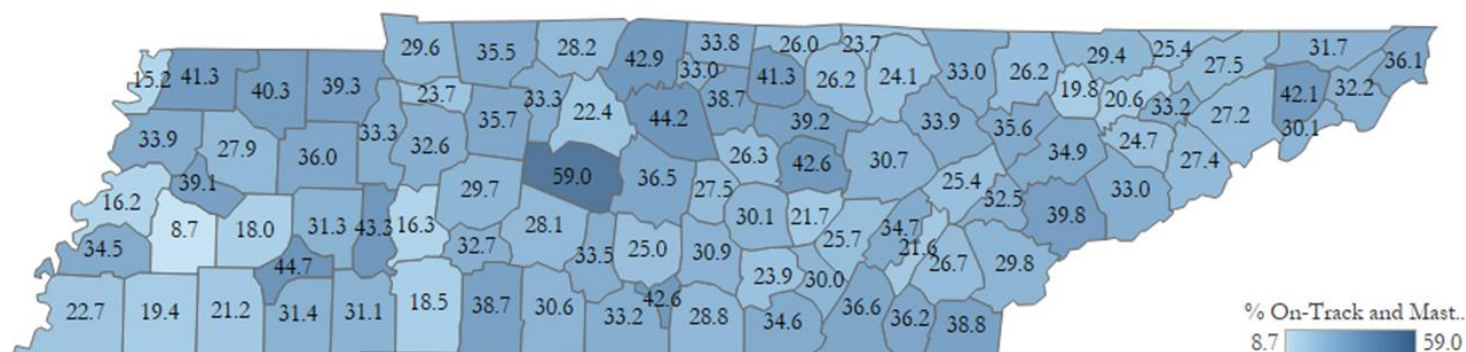 29.6 35.5 28.2 42.9 33.8 26.0 23.7 33.0 26.2 29.4 25.4 27.5 31.7 36.1
15.2 41.3 40.3 39.3 23.7 33.3 22.4 33.0 38.7 41.3 26.2 24.1 19.8 20.6 33.2 42.1 32.2
33.9 27.9 36.0 33.3 32.6 35.7 44.2 39.2 33.9 35.6 34.9 24.7 27.2 30.1
39.1 29.7 59.0 36.5 26.3 42.6 30.7 25.4 32.5 39.8 33.0 27.4
16.2 8.7 18.0 31.3 43.3 16.3 28.1 27.5 30.1 21.7 25.7 34.7 21.6
34.5 44.7 32.7 33.5 25.0 30.9 23.9 30.0 26.7 29.8
22.7 19.4 21.2 31.4 31.1 18.5 38.7 30.6 33.2 42.6 28.8 34.6 36.6 36.2 38.8
% On-Track and Mast..
8.7 59.0